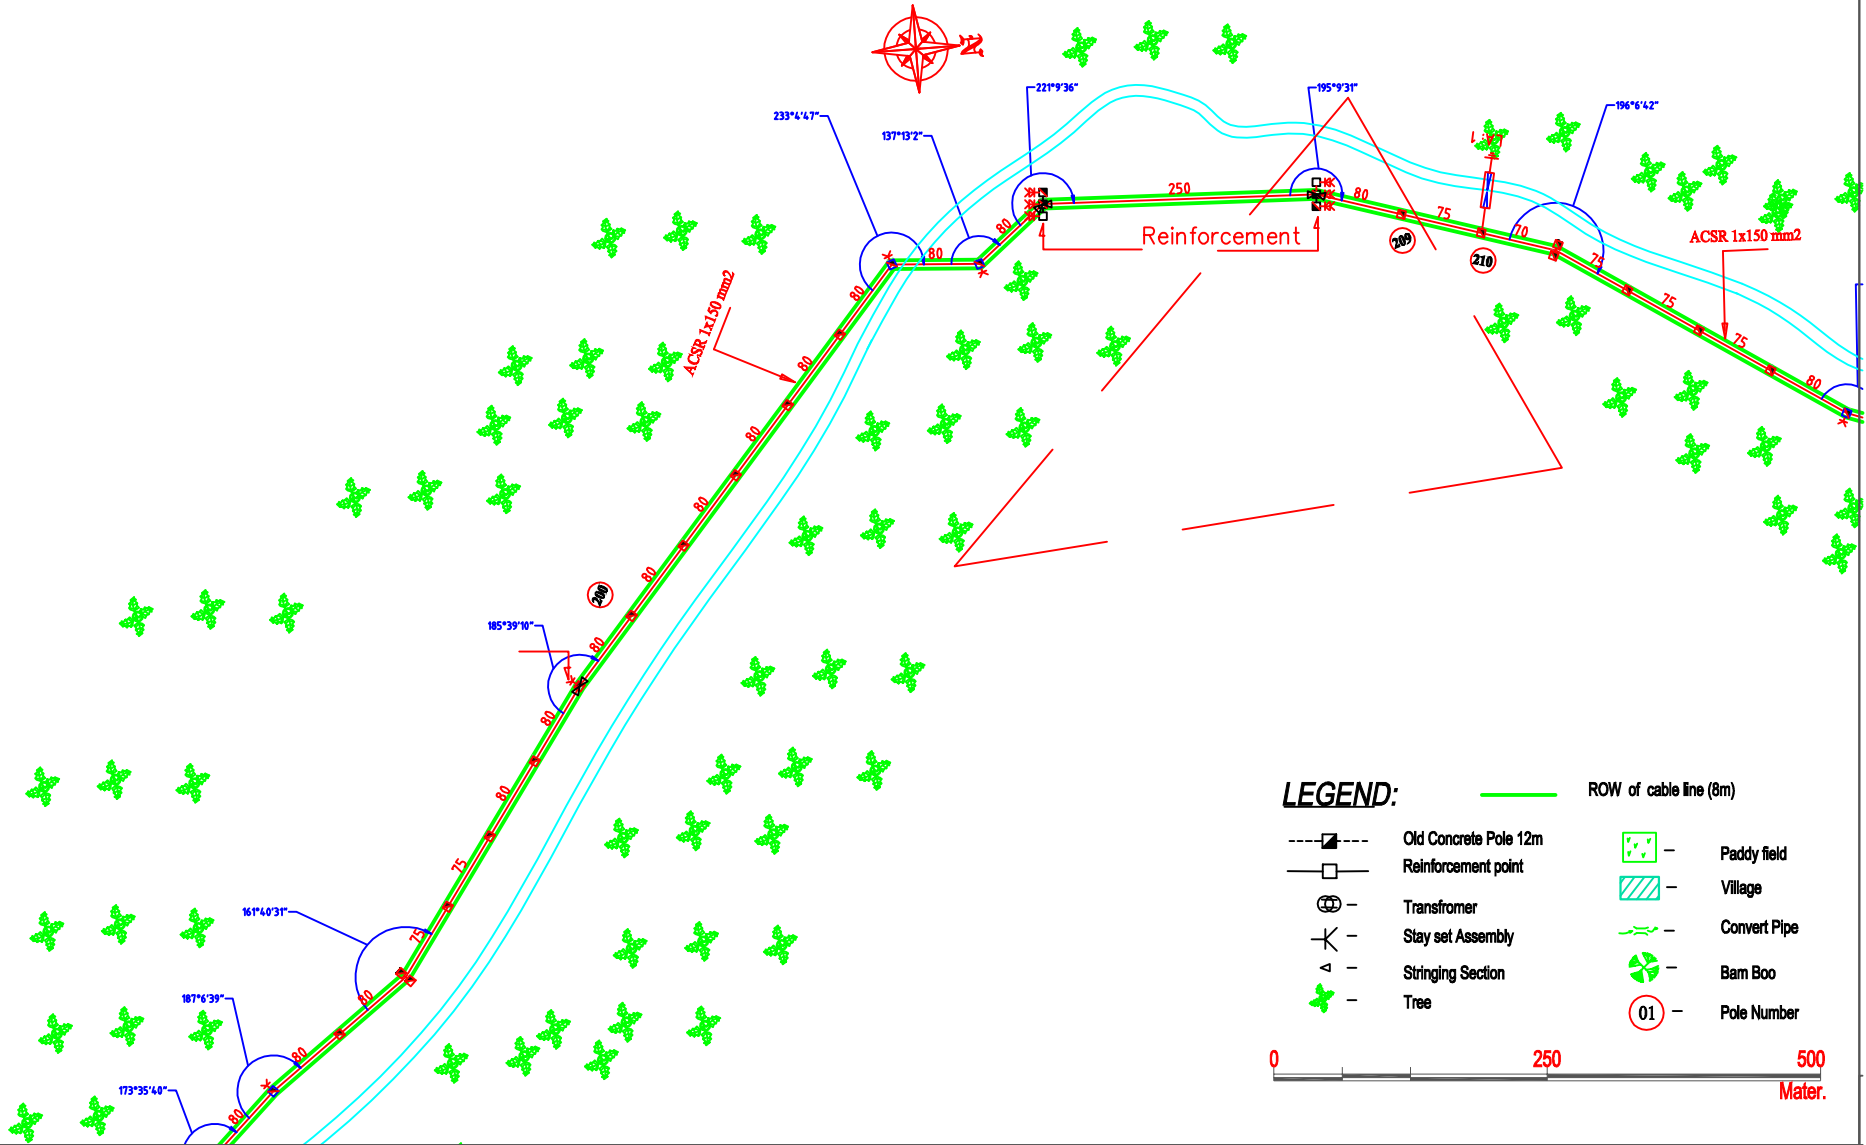 N
221°9'36"
195°9'31"
196°6'42"
233°4'47"
137°13'2"
LA: 1
250
80
75
70
209
210
4
4
Reinforcement
80
80
ACSR 1x150 mm2
75
75
75
80
ACSR 1x150 mm2
80
80
80
80
80
200
185°39'10"
80
80
80
75
75
161°40'31"
80
187°6'39"
80
173°35'40"
80
LEGEND:
ROW of cable line (8m)
Old Concrete Pole 12m
Reinforcement point
Transfromer
Stay set Assembly
Stringing Section
Tree
Paddy field
Village
Convert Pipe
Bam Boo
01
Pole Number
0 250 500
Mater.